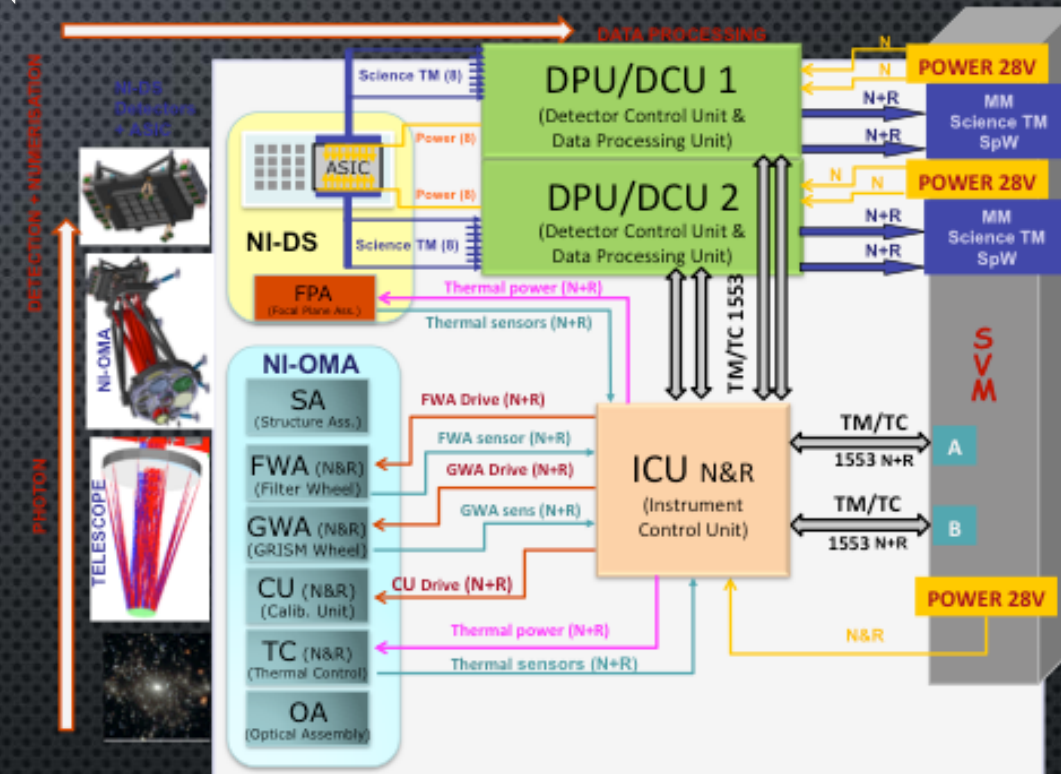 DATA PROCESSING
DETECTION + NUMERISATION
PHOTON
NI-DS
Detectors
+ ASIC
NI-OMA
TELESCOPE
Science TM (8)
Power (8)
ASIC
Power (8)
NI-DS
Science TM (8)
FPA
(Focal Plane Ass.)
DPU/DCU 1
(Detector Control Unit &
Data Processing Unit)
DPU/DCU 2
(Detector Control Unit &
Data Processing Unit)
N
N
N+R
N+R
POWER 28V
MM
Science TM
SpW
N
N
N+R
N+R
POWER 28V
MM
Science TM
SpW
Thermal power (N+R)
Thermal sensors (N+R)
TM/TC 1553
SVM
NI-OMA
SA
(Structure Ass.)
FWA (N&R)
(Filter Wheel)
GWA (N&R)
(GRISM Wheel)
CU (N&R)
(Calib. Unit)
TC (N&R)
(Thermal Control)
OA
(Optical Assembly)
FWA Drive (N+R)
FWA sensor (N+R)
GWA Drive (N+R)
GWA sens (N+R)
CU Drive (N+R)
Thermal power (N+R)
Thermal sensors (N+R)
ICU N&R
(Instrument
Control Unit)
TM/TC
1553 N+R
A
TM/TC
1553 N+R
B
POWER 28V
N&R